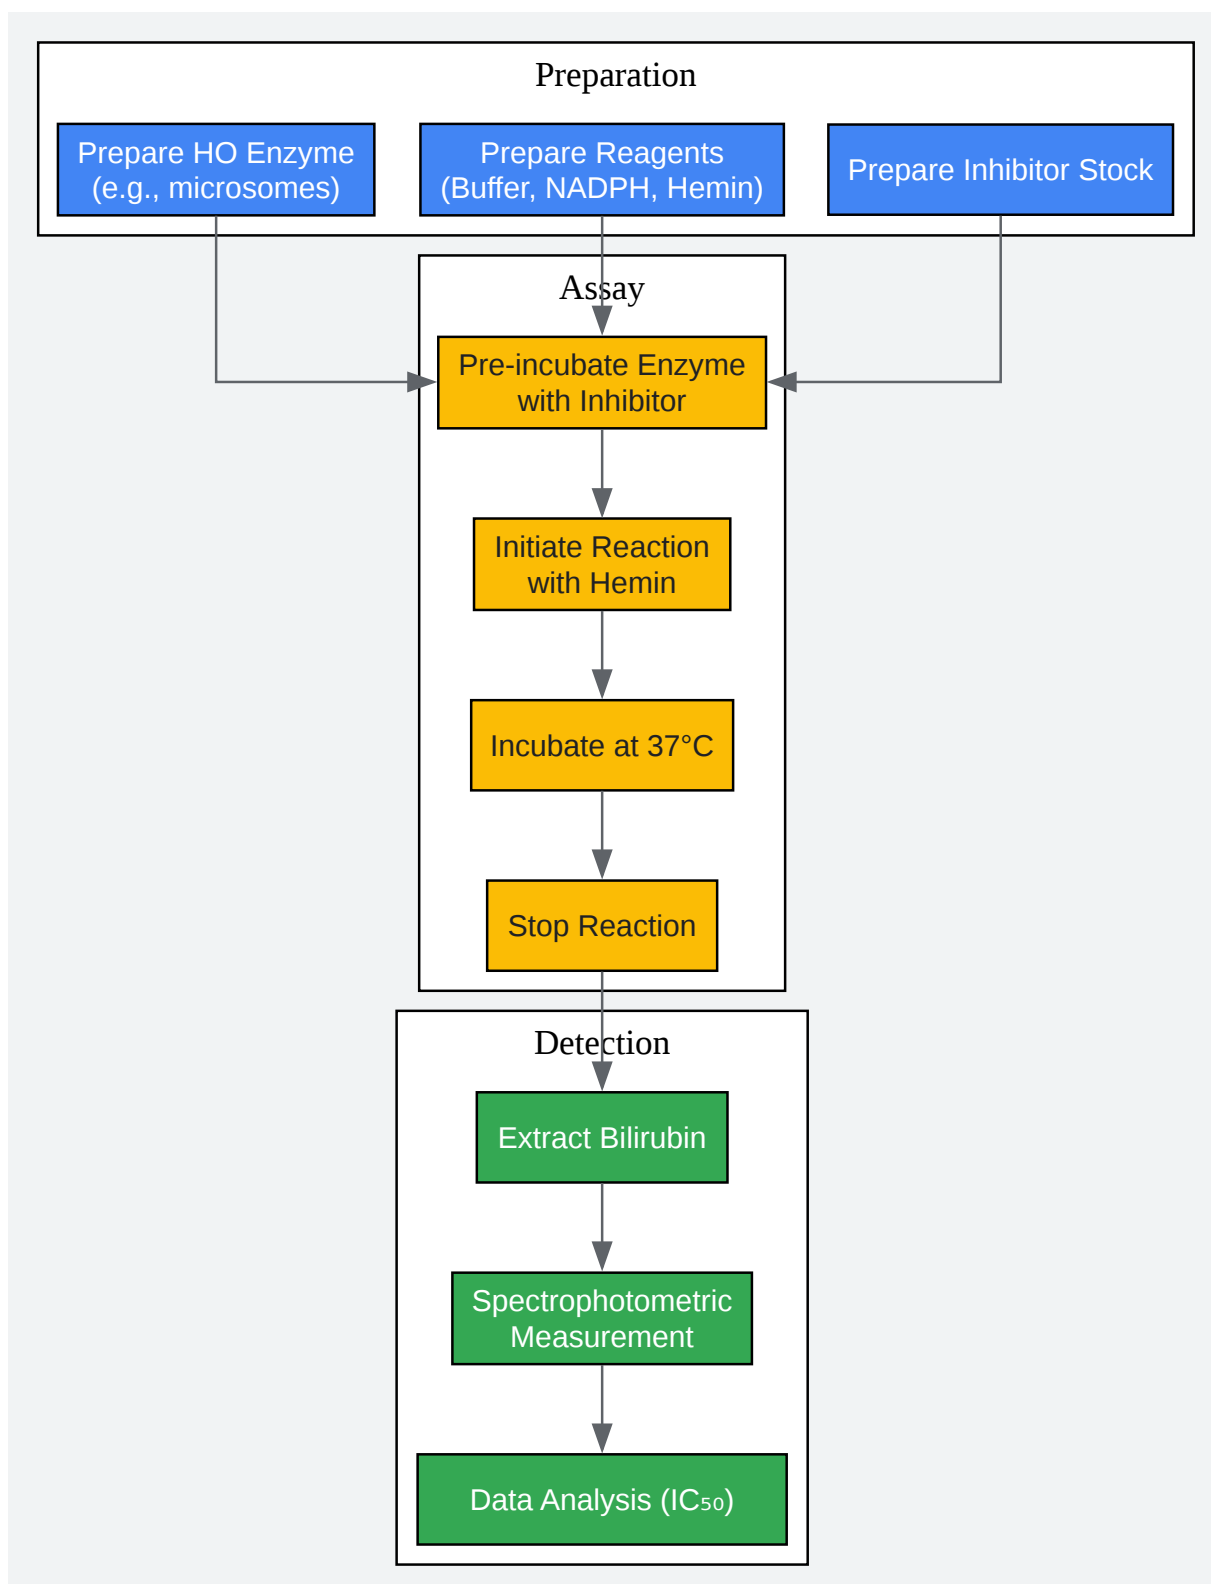 Preparation
Prepare HO Enzyme
(e.g., microsomes)
Prepare Reagents
(Buffer, NADPH, Hemin)
Prepare Inhibitor Stock
Assay
Pre-incubate Enzyme
with Inhibitor
Initiate Reaction
with Hemin
Incubate at 37°C
Stop Reaction
Detection
Extract Bilirubin
Spectrophotometric
Measurement
Data Analysis (IC₅₀)